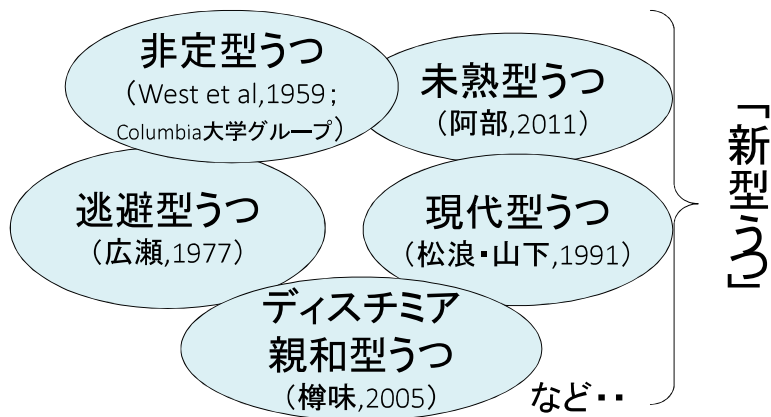 非定型うつ
（West et al,1959；
Columbia大学グループ）
未熟型うつ
（阿部,2011）
逃避型うつ
（広瀬,1977）
現代型うつ
（松浪・山下,1991）
ディスチミア
親和型うつ
（樽味,2005）
など・・
「新型うつ」